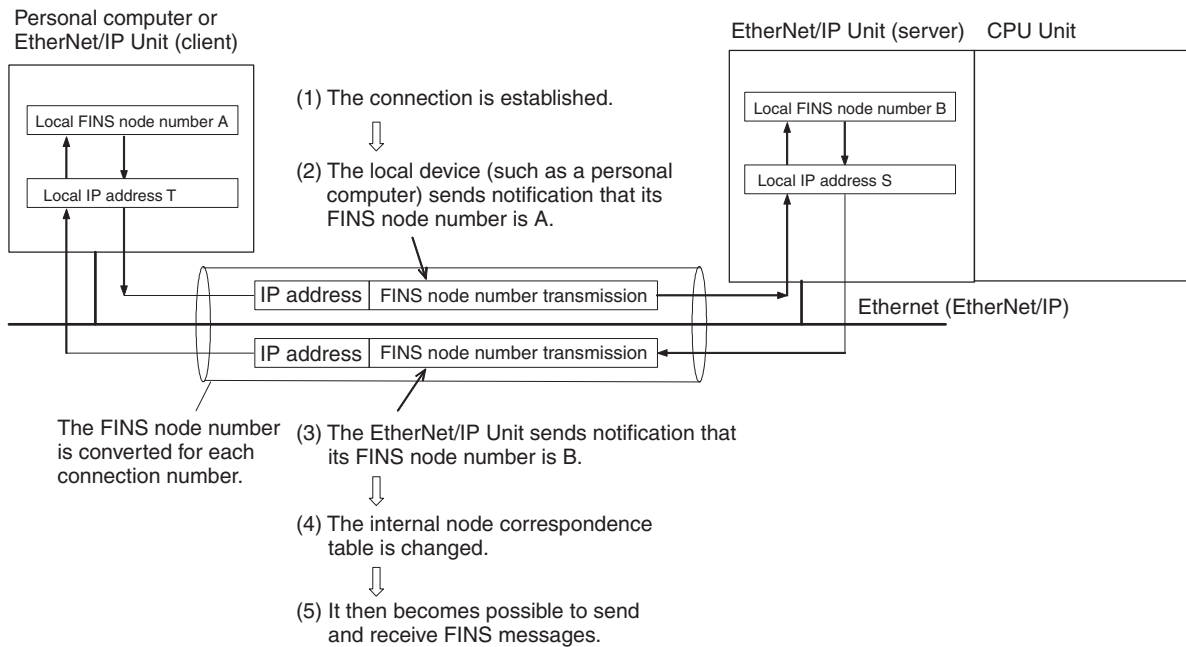 Personal computer or
EtherNet/IP Unit (client)
EtherNet/IP Unit (server)
CPU Unit
Local FINS node number A
Local IP address T
(1) The connection is established.
(2) The local device (such as a personal
computer) sends notification that its
FINS node number is A.
Local FINS node number B
Local IP address S
IP address
FINS node number transmission
Ethernet (EtherNet/IP)
IP address
FINS node number transmission
The FINS node number
is converted for each
connection number.
(3) The EtherNet/IP Unit sends notification that
its FINS node number is B.
(4) The internal node correspondence
table is changed.
(5) It then becomes possible to send
and receive FINS messages.